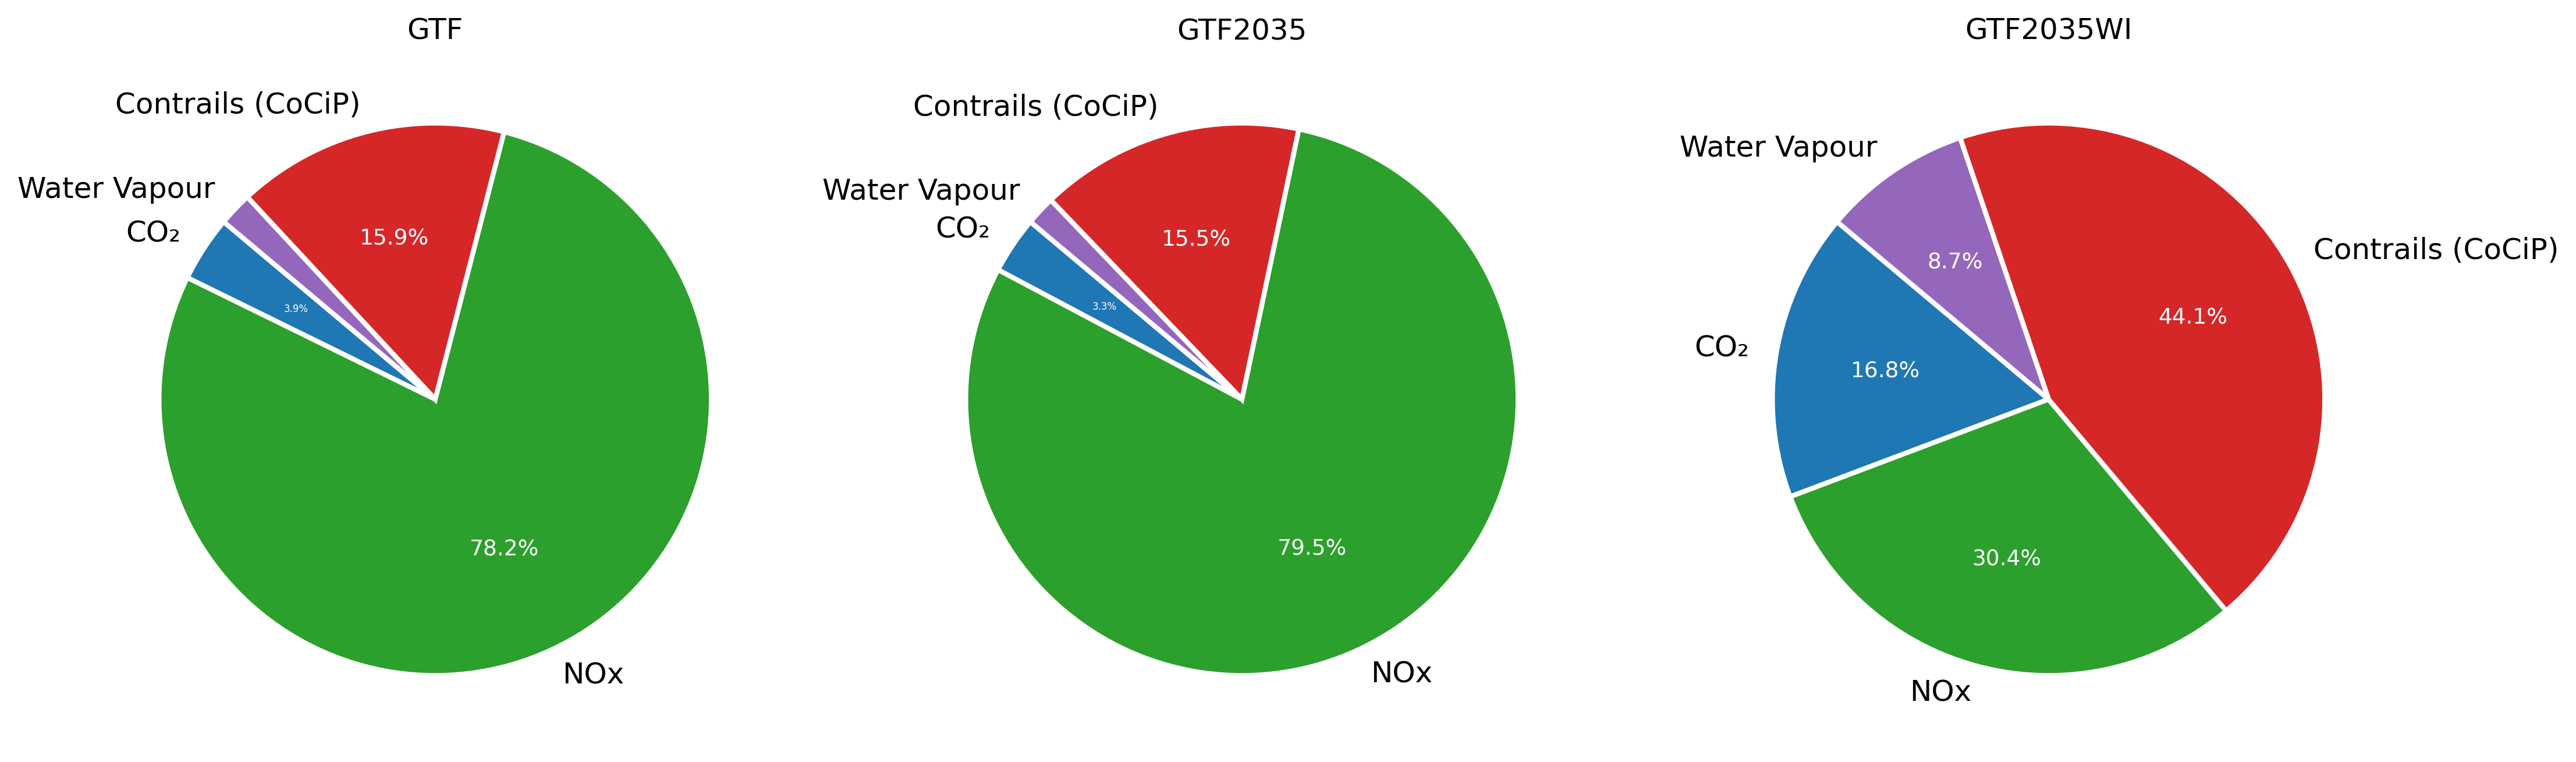 GTF
Contrails (CoCiP)
Water Vapour
CO₂
15.9%
3.9%
78.2%
NOx
GTF2035
Contrails (CoCiP)
Water Vapour
CO₂
15.5%
3.3%
79.5%
NOx
GTF2035WI
Water Vapour
Contrails (CoCiP)
8.7%
44.1%
CO₂
16.8%
30.4%
NOx